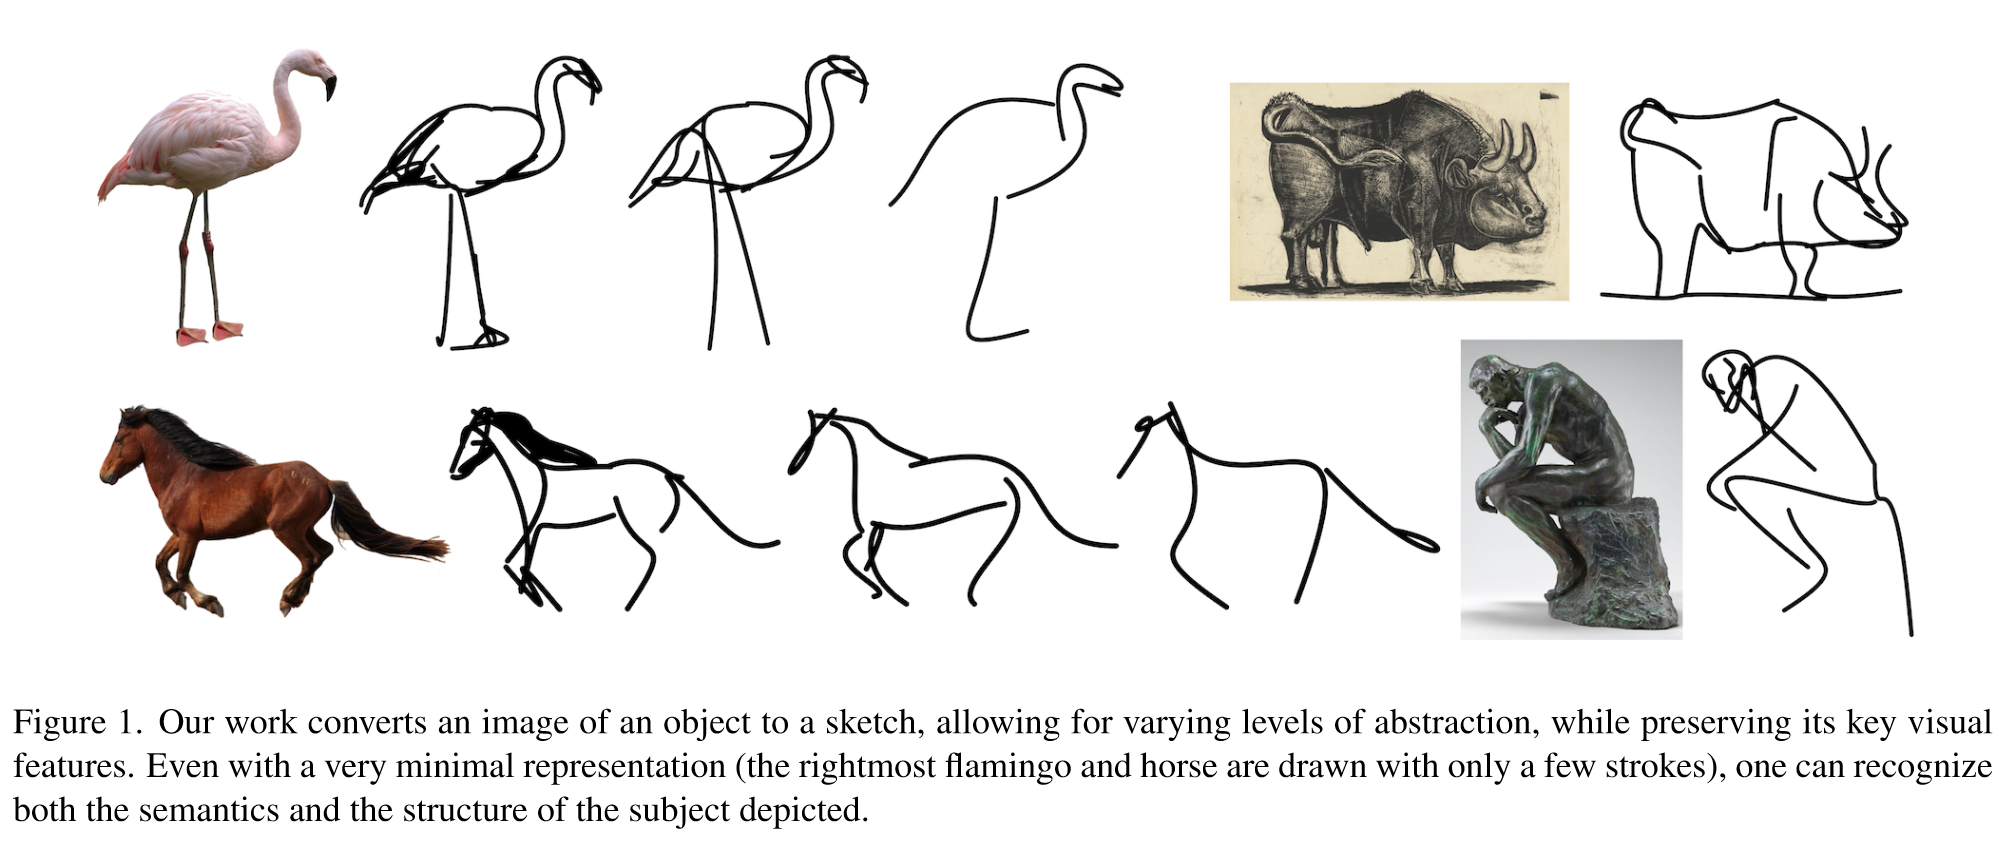 Figure 1. Our work converts an image of an object to a sketch, allowing for varying levels of abstraction, while preserving its key visual
features. Even with a very minimal representation (the rightmost flamingo and horse are drawn with only a few strokes), one can recognize
both the semantics and the structure of the subject depicted.